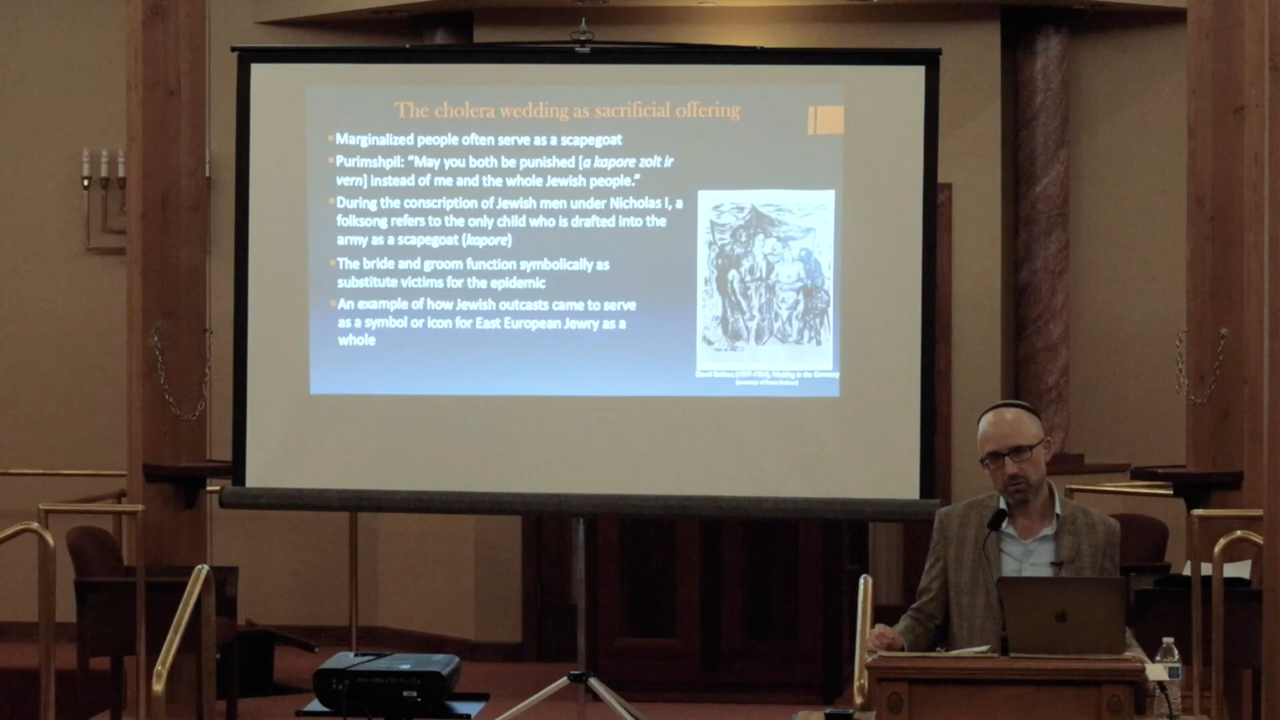 The cholera wedding as sacrificial offering
Marginalized people often serve as a scapegoat
Purimshpil: “May you both be punished [a kapore zolt ir
vern] instead of me and the whole Jewish people.”
During the conscription of Jewish men under Nicholas I, a
folksong refers to the only child who is drafted into the
army as a scapegoat (kapore)
The bride and groom function symbolically as
substitute victims for the epidemic
An example of how Jewish outcasts came to serve
as a symbol or icon for East European Jewry as a
whole
Wedding in the Cemetery